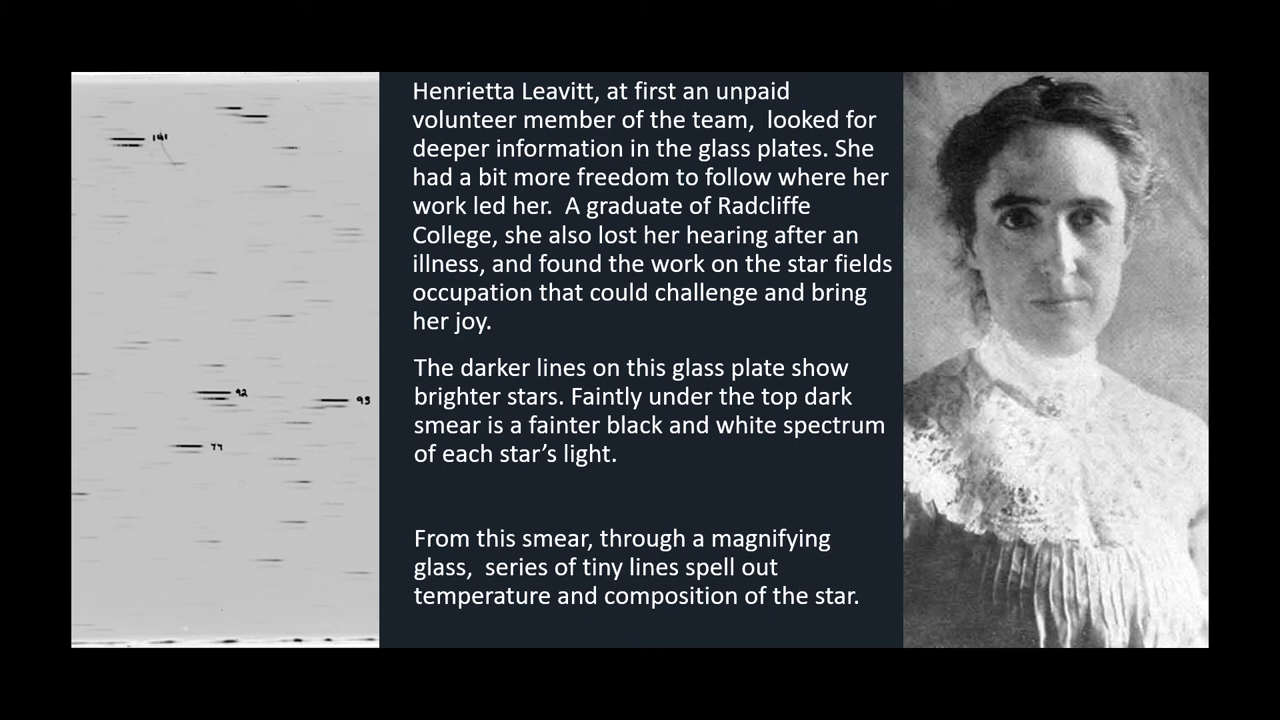 Henrietta Leavitt, at first an unpaid
volunteer member of the team,  looked for
deeper information in the glass plates. She
had a bit more freedom to follow where her
work led her.  A graduate of Radcliffe
College, she also lost her hearing after an
illness, and found the work on the star fields
occupation that could challenge and bring
her joy.
The darker lines on this glass plate show
brighter stars. Faintly under the top dark
smear is a fainter black and white spectrum
of each star’s light.
From this smear, through a magnifying
glass,  series of tiny lines spell out
temperature and composition of the star.
141
92
93
77